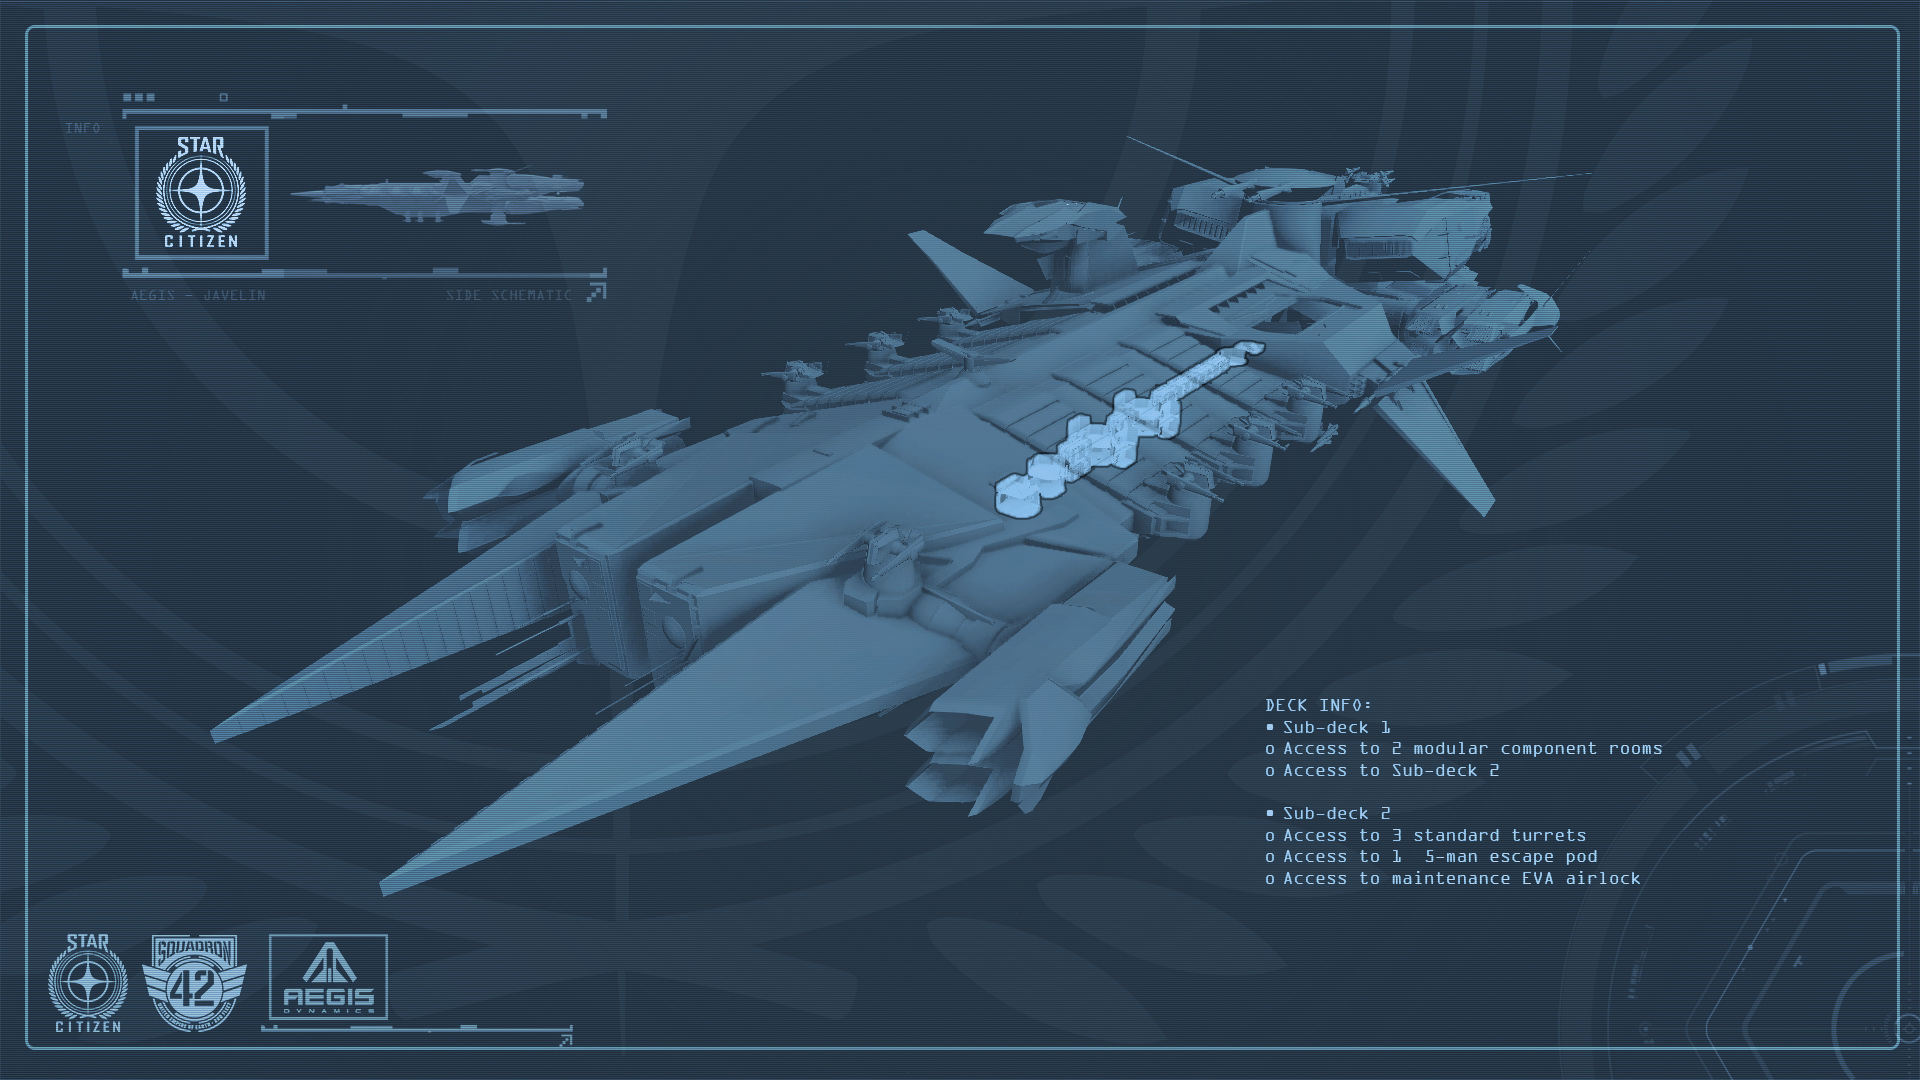 INFO
STAR
CITIZEN
AEGIS - JAVELIN
SIDE SCHEMATIC
DECK INFO:
▪ Sub-deck 1
o Access to 2 modular component rooms
o Access to Sub-deck 2
▪ Sub-deck 2
o Access to 3 standard turrets
o Access to 1  5-man escape pod
o Access to maintenance EVA airlock
STAR
CITIZEN
SQUADRON
42
AEGIS
DYNAMICS